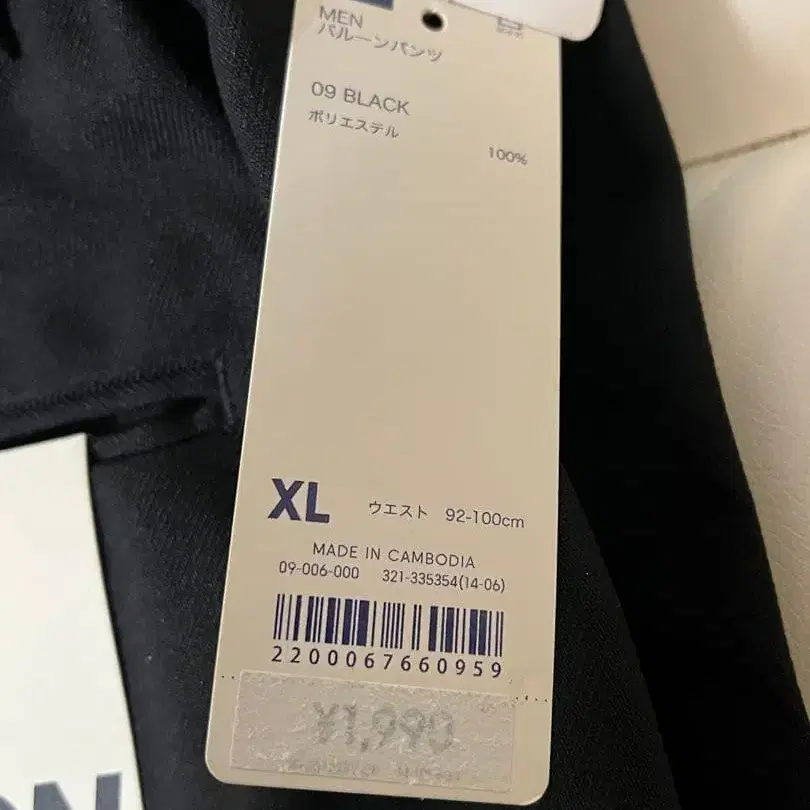 MEN
バルーンパンツ
09 BLACK
ポリエステル
100%
XL ウエスト 92-100cm
MADE IN CAMBODIA
09-006-000 321-335354(14-06)
2200067660959
¥1,990
ON